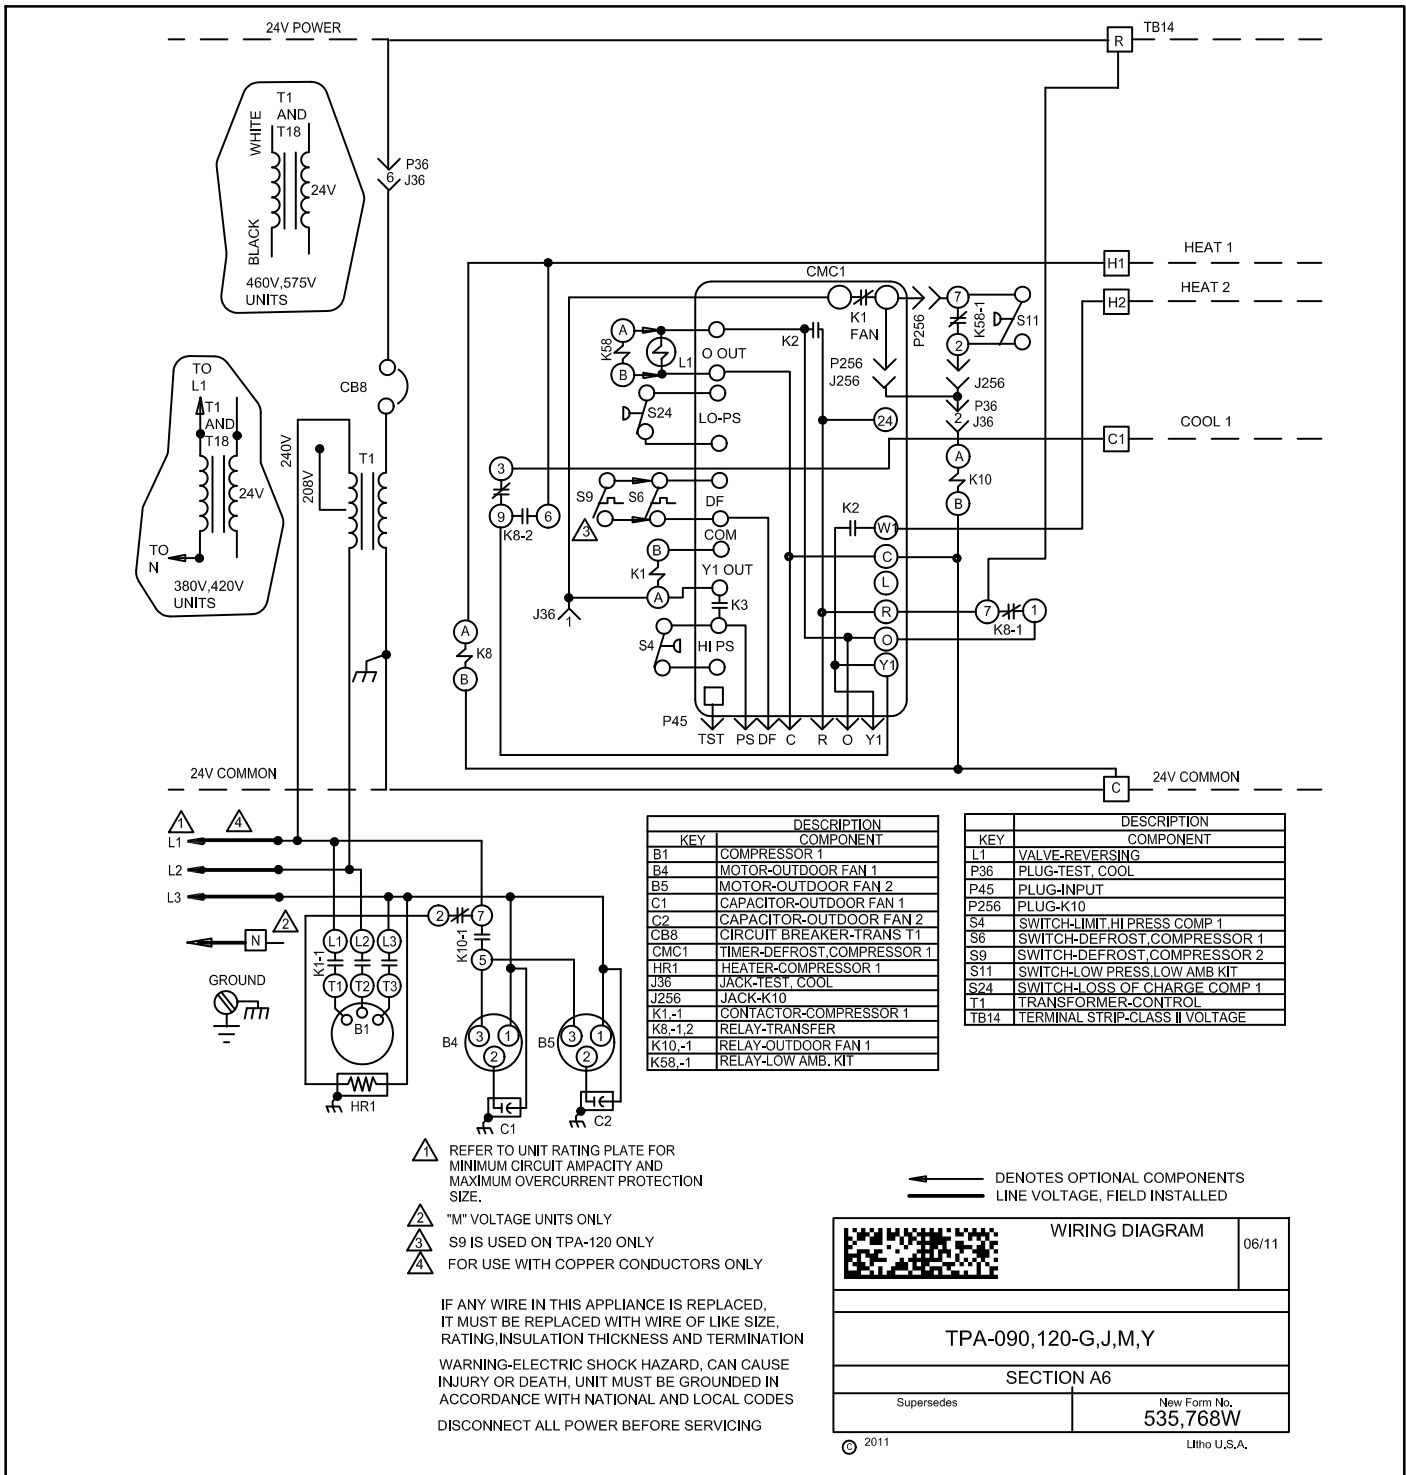 24V POWER
R
TB14
T1
AND
T18
WHITE
24V
BLACK
460V,575V
UNITS
P36
6
J36
HEAT 1
H1
HEAT 2
H2
CMC1
K1
FAN
7
P256
K58-1
S11
2
A
K58
B
L1
O OUT
K2
P256
J256
J256
P36
2
J36
S24
LO-PS
24
COOL 1
C1
TO
L1
T1
AND
T18
24V
TO
N
380V,420V
UNITS
CB8
240V
208V
T1
3
9
6
K8-2
S9
S6
DF
3
COM
A
K10
B
K2
W1
B
K1
A
Y1 OUT
K3
C
L
R
7
1
K8-1
O
Y1
J36
1
A
K8
B
S4
HI PS
P45
TST
PS
DF
C
R
O
Y1
24V COMMON
C
24V COMMON
1
4
L1
L2
L3
2
N
GROUND
K1-1
L1
L2
L3
T1
T2
T3
B1
HR1
2
7
K10-1
5
B4
3
1
2
C1
B5
3
1
2
C2
DESCRIPTION
KEY COMPONENT
B1 COMPRESSOR 1
B4 MOTOR-OUTDOOR FAN 1
B5 MOTOR-OUTDOOR FAN 2
C1 CAPACITOR-OUTDOOR FAN 1
C2 CAPACITOR-OUTDOOR FAN 2
CB8 CIRCUIT BREAKER-TRANS T1
CMC1 TIMER-DEFROST,COMPRESSOR 1
HR1 HEATER-COMPRESSOR 1
J36 JACK-TEST, COOL
J256 JACK-K10
K1,-1 CONTACTOR-COMPRESSOR 1
K8,-1,2 RELAY-TRANSFER
K10,-1 RELAY-OUTDOOR FAN 1
K58,-1 RELAY-LOW AMB. KIT
DESCRIPTION
KEY COMPONENT
L1 VALVE-REVERSING
P36 PLUG-TEST, COOL
P45 PLUG-INPUT
P256 PLUG-K10
S4 SWITCH-LIMIT,HI PRESS COMP 1
S6 SWITCH-DEFROST,COMPRESSOR 1
S9 SWITCH-DEFROST,COMPRESSOR 2
S11 SWITCH-LOW PRESS,LOW AMB KIT
S24 SWITCH-LOSS OF CHARGE COMP 1
T1 TRANSFORMER-CONTROL
TB14 TERMINAL STRIP-CLASS II VOLTAGE
1 REFER TO UNIT RATING PLATE FOR
MINIMUM CIRCUIT AMPACITY AND
MAXIMUM OVERCURRENT PROTECTION
SIZE.
2 "M" VOLTAGE UNITS ONLY
3 S9 IS USED ON TPA-120 ONLY
4 FOR USE WITH COPPER CONDUCTORS ONLY
DENOTES OPTIONAL COMPONENTS
LINE VOLTAGE, FIELD INSTALLED
IF ANY WIRE IN THIS APPLIANCE IS REPLACED,
IT MUST BE REPLACED WITH WIRE OF LIKE SIZE,
RATING,INSULATION THICKNESS AND TERMINATION
WARNING-ELECTRIC SHOCK HAZARD, CAN CAUSE
INJURY OR DEATH, UNIT MUST BE GROUNDED IN
ACCORDANCE WITH NATIONAL AND LOCAL CODES
DISCONNECT ALL POWER BEFORE SERVICING
WIRING DIAGRAM
06/11
TPA-090,120-G,J,M,Y
SECTION A6
Supersedes
New Form No.
535,768W
© 2011
Litho U.S.A.